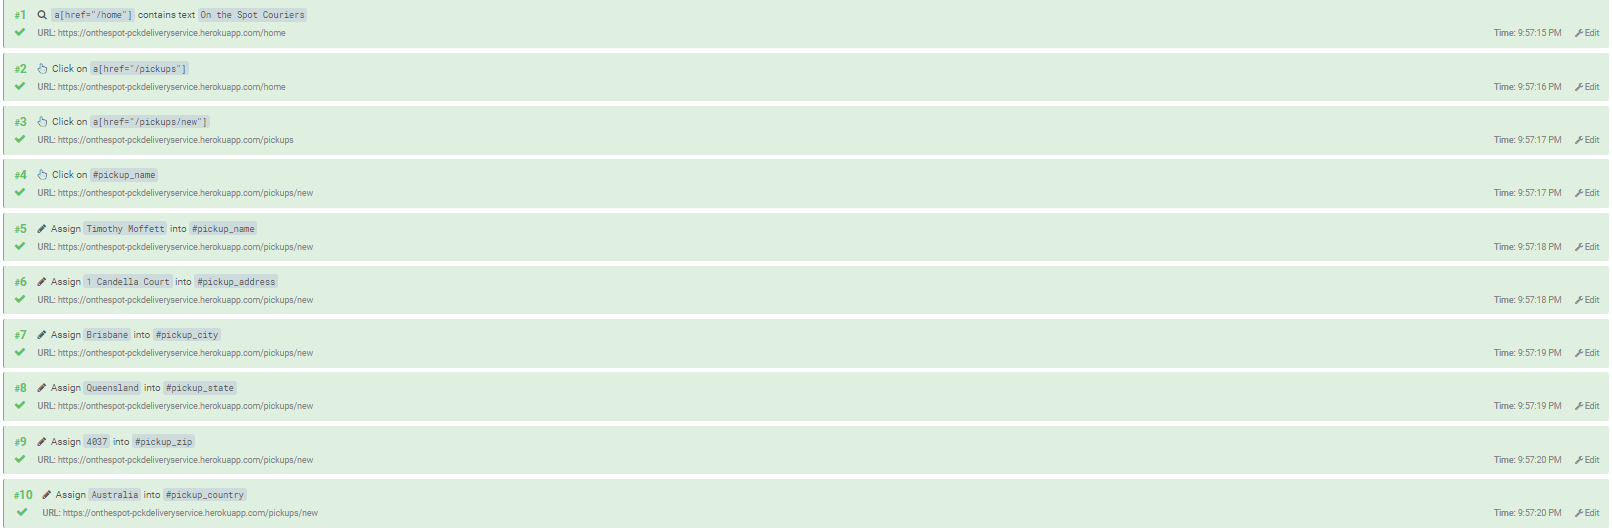 #1 a[href="/home"] contains text On the Spot Couriers
URL: https://onthespot-pckdeliveryservice.herokuapp.com/home Time: 9:57:15 PM Edit
#2 Click on a[href="/pickups"]
URL: https://onthespot-pckdeliveryservice.herokuapp.com/home Time: 9:57:16 PM Edit
#3 Click on a[href="/pickups/new"]
URL: https://onthespot-pckdeliveryservice.herokuapp.com/pickups Time: 9:57:17 PM Edit
#4 Click on #pickup_name
URL: https://onthespot-pckdeliveryservice.herokuapp.com/pickups/new Time: 9:57:17 PM Edit
#5 Assign Timothy Moffett into #pickup_name
URL: https://onthespot-pckdeliveryservice.herokuapp.com/pickups/new Time: 9:57:18 PM Edit
#6 Assign 1 Candella Court into #pickup_address
URL: https://onthespot-pckdeliveryservice.herokuapp.com/pickups/new Time: 9:57:18 PM Edit
#7 Assign Brisbane into #pickup_city
URL: https://onthespot-pckdeliveryservice.herokuapp.com/pickups/new Time: 9:57:19 PM Edit
#8 Assign Queensland into #pickup_state
URL: https://onthespot-pckdeliveryservice.herokuapp.com/pickups/new Time: 9:57:19 PM Edit
#9 Assign 4037 into #pickup_zip
URL: https://onthespot-pckdeliveryservice.herokuapp.com/pickups/new Time: 9:57:20 PM Edit
#10 Assign Australia into #pickup_country
URL: https://onthespot-pckdeliveryservice.herokuapp.com/pickups/new Time: 9:57:20 PM Edit